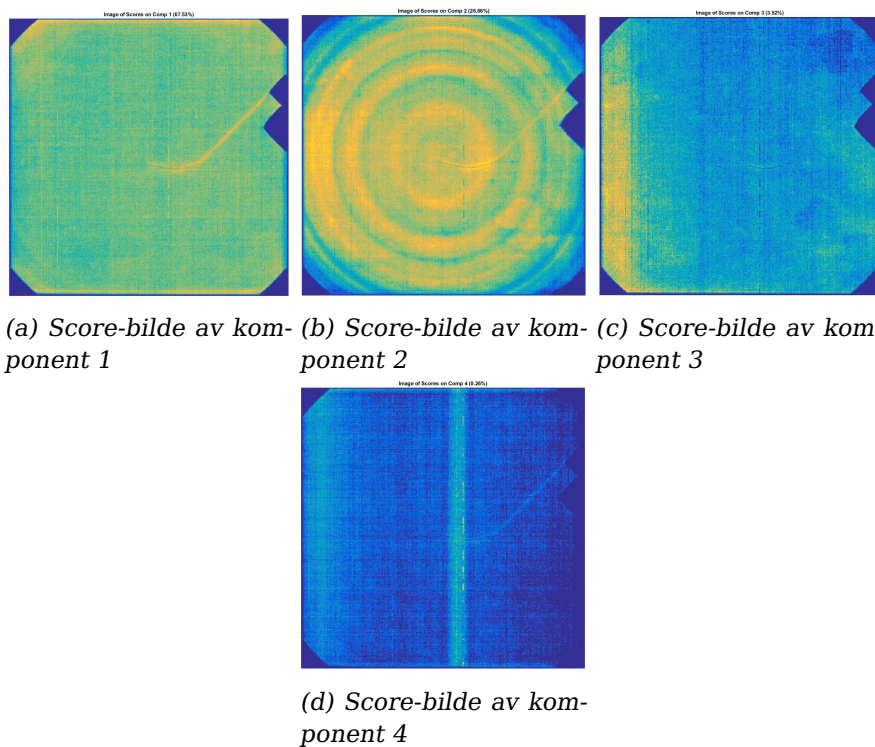 Image of Scores on Comp 1 (67.53%)
Image of Scores on Comp 2 (26.86%)
Image of Scores on Comp 3 (3.52%)
(a) Score-bilde av kom-
ponent 1
(b) Score-bilde av kom-
ponent 2
(c) Score-bilde av kom
ponent 3
Image of Scores on Comp 4 (0.26%)
(d) Score-bilde av kom-
ponent 4